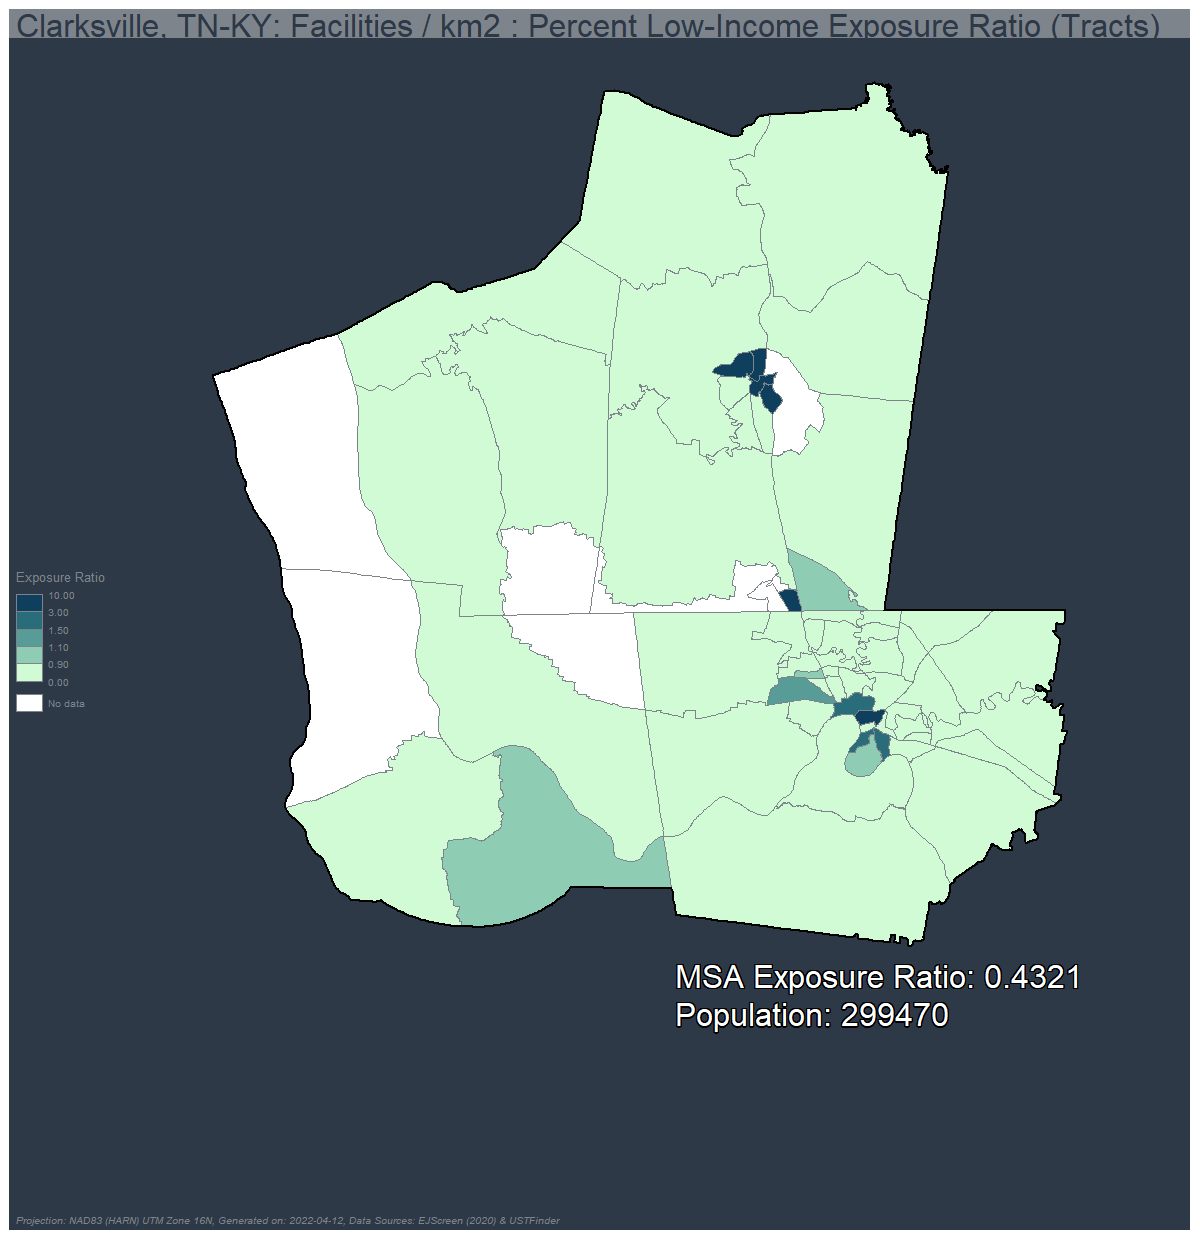 Clarksville, TN-KY: Facilities / km2 : Percent Low-Income Exposure Ratio (Tracts)
Exposure Ratio
10.00
3.00
1.50
1.10
0.90
0.00
No data
MSA Exposure Ratio: 0.4321
Population: 299470
Projection: NAD83 (HARN) UTM Zone 16N, Generated on: 2022-04-12, Data Sources: EJScreen (2020) & USTFinder